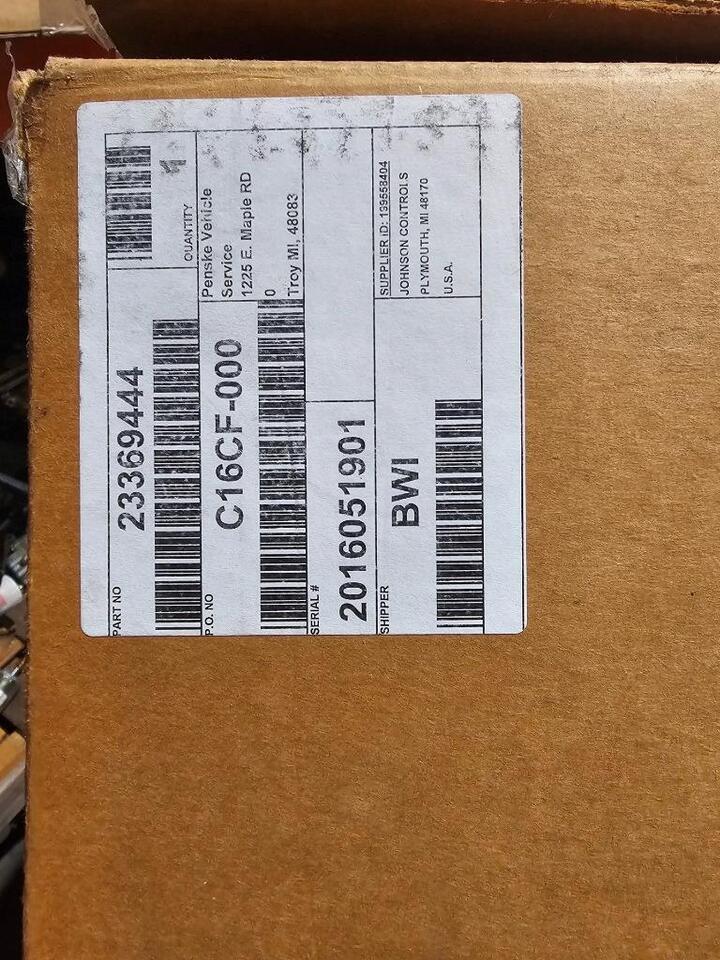 PART NO
23369444
QUANTITY
1
P.O. NO
C16CF-000
Penske Vehicle
Service
1225 E. Maple RD
0
Troy MI, 48083
SERIAL #
2016051901
SHIPPER
BWI
SUPPLIER ID: 139558404
JOHNSON CONTROLS
PLYMOUTH, MI 48170
U.S.A.